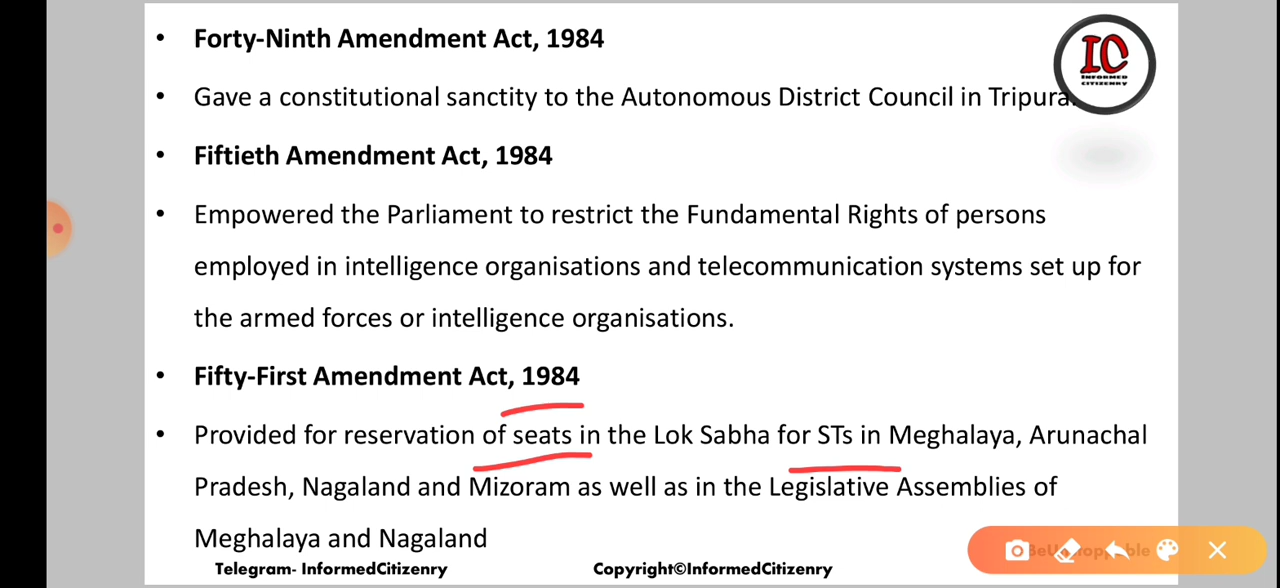 • Forty-Ninth Amendment Act, 1984
• Gave a constitutional sanctity to the Autonomous District Council in Tripura.
• Fiftieth Amendment Act, 1984
• Empowered the Parliament to restrict the Fundamental Rights of persons
employed in intelligence organisations and telecommunication systems set up for
the armed forces or intelligence organisations.
• Fifty-First Amendment Act, 1984
• Provided for reservation of seats in the Lok Sabha for STs in Meghalaya, Arunachal
Pradesh, Nagaland and Mizoram as well as in the Legislative Assemblies of
Meghalaya and Nagaland
Telegram- InformedCitizenry Copyright©InformedCitizenry
IC
INFORMED
CITIZENRY